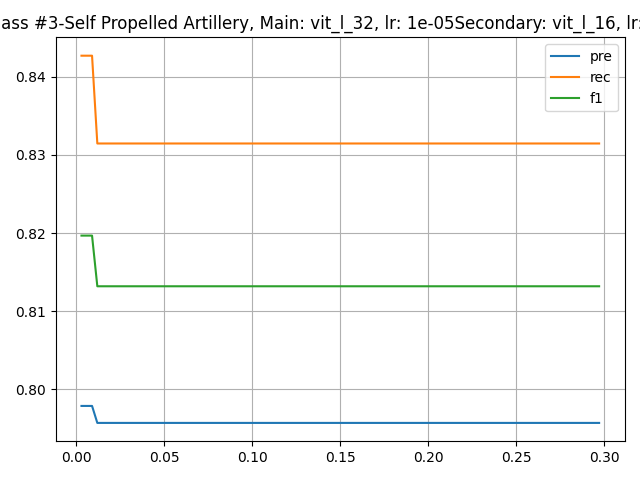 ass #3-Self Propelled Artillery, Main: vit_l_32, lr: 1e-05Secondary: vit_l_16, lr:
pre
rec
f1
0.84
0.83
0.82
0.81
0.80
0.00 0.05 0.10 0.15 0.20 0.25 0.30